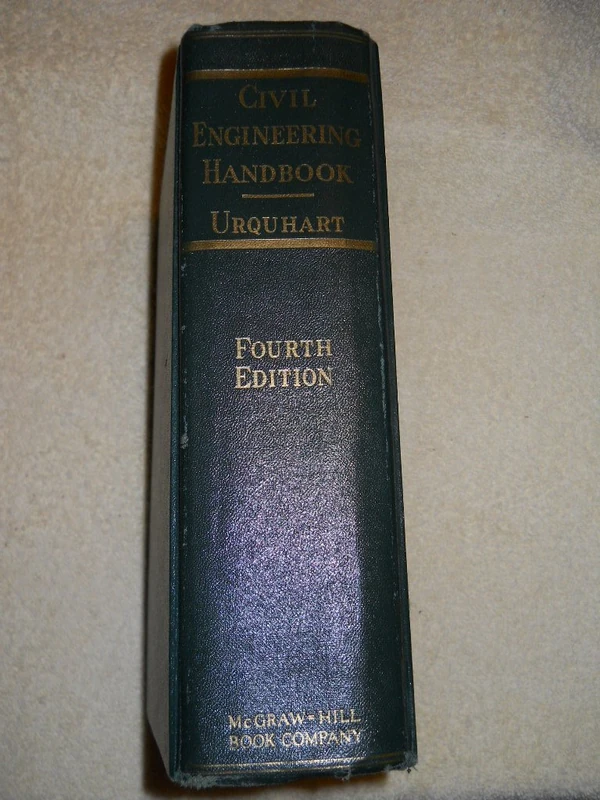 CIVIL
ENGINEERING
HANDBOOK
URQUHART
FOURTH
EDITION
MCGRAW-HILL
BOOK COMPANY